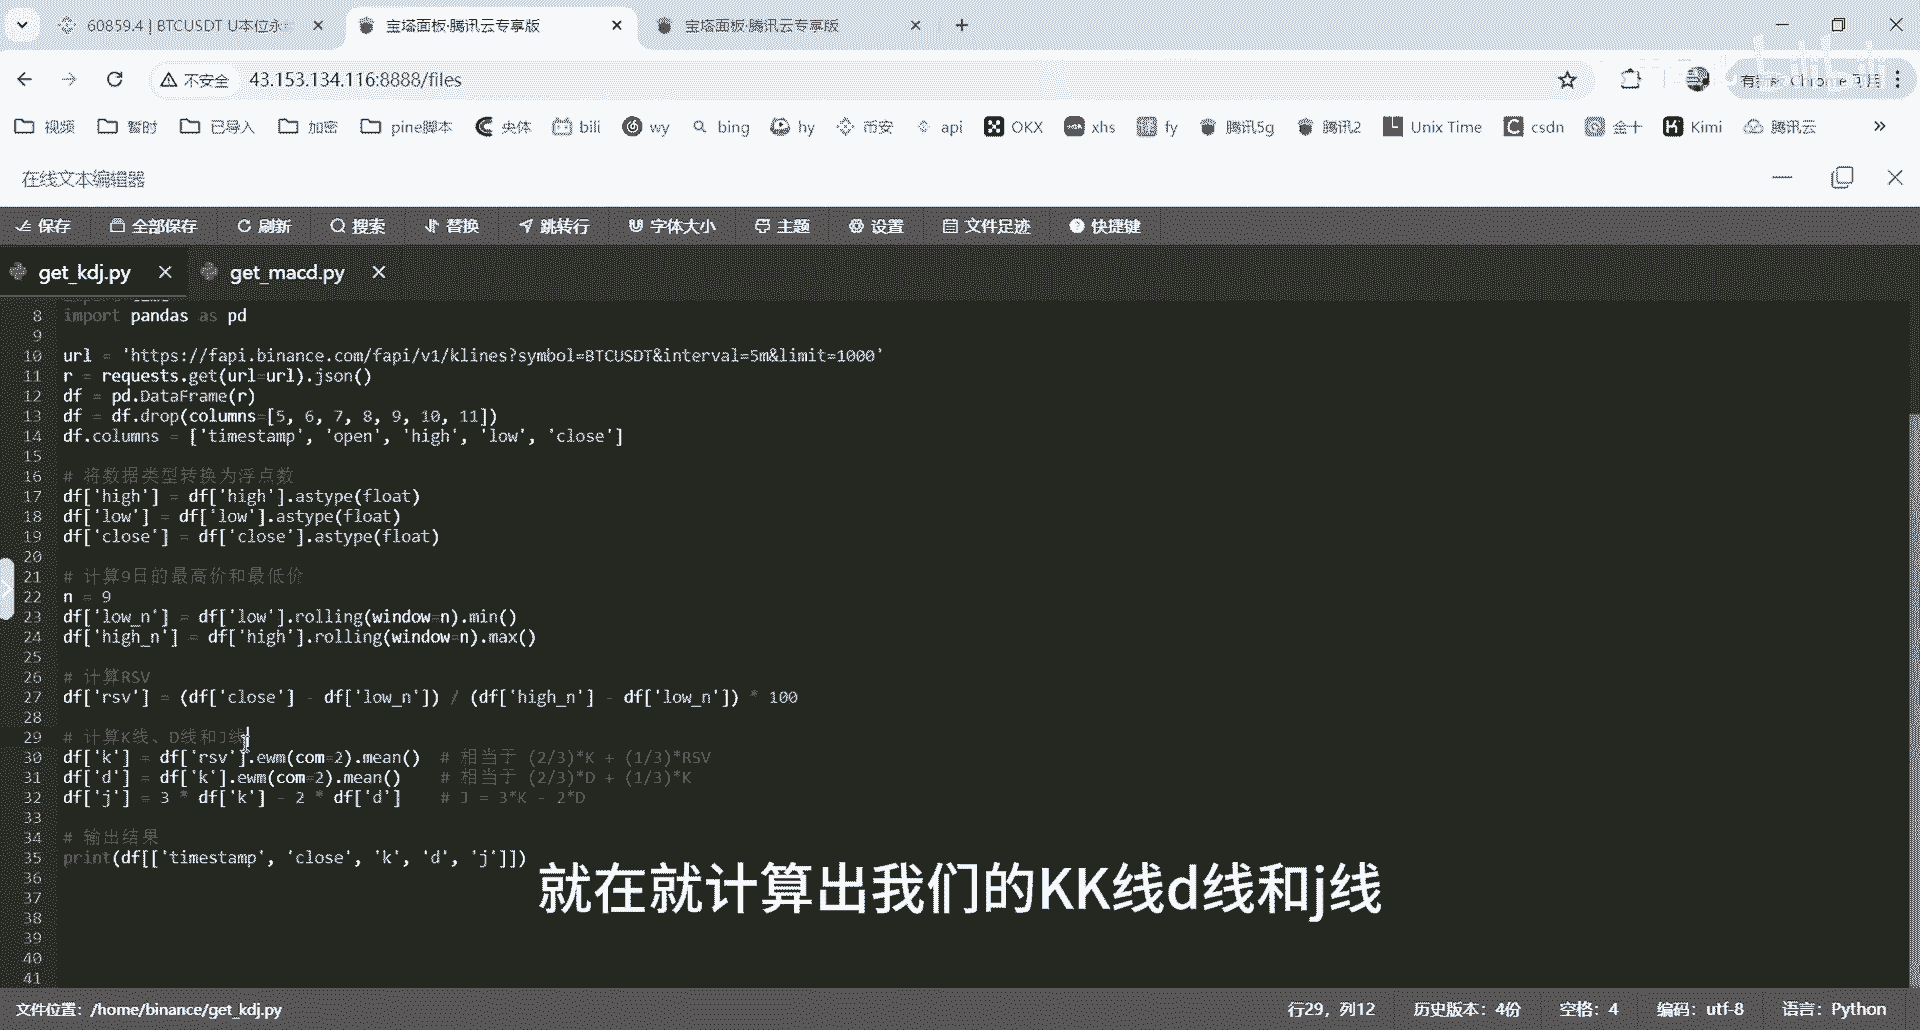 60859.4 | BTCUSDT U本位永
宝塔面板·腾讯云专享版
宝塔面板·腾讯云专享版
不安全 43.153.134.116:8888/files
视频 暂时 已导入 加密 pine脚本 央体 bili wy bing hy 币安 api OKX xhs fy 腾讯5g 腾讯2 Unix Time csdn 金十 Kimi 腾讯云
在线文本编辑器
保存 全部保存 刷新 搜索 替换 跳转行 字体大小 主题 设置 文件足迹 快捷键
get_kdj.py get_macd.py
8 import pandas as pd
9
10 url = 'https://fapi.binance.com/fapi/v1/klines?symbol=BTCUSDT&interval=5m&limit=1000'
11 r = requests.get(url=url).json()
12 df = pd.DataFrame(r)
13 df = df.drop(columns=[5, 6, 7, 8, 9, 10, 11])
14 df.columns = ['timestamp', 'open', 'high', 'low', 'close']
15
16 # 将数据类型转换为浮点数
17 df['high'] = df['high'].astype(float)
18 df['low'] = df['low'].astype(float)
19 df['close'] = df['close'].astype(float)
20
21 # 计算9日的最高价和最低价
22 n = 9
23 df['low_n'] = df['low'].rolling(window=n).min()
24 df['high_n'] = df['high'].rolling(window=n).max()
25
26 # 计算RSV
27 df['rsv'] = (df['close'] - df['low_n']) / (df['high_n'] - df['low_n']) * 100
28
29 # 计算K线、D线和J线
30 df['k'] = df['rsv'].ewm(com=2).mean() # 相当于 (2/3)*K + (1/3)*RSV
31 df['d'] = df['k'].ewm(com=2).mean() # 相当于 (2/3)*D + (1/3)*K
32 df['j'] = 3 * df['k'] - 2 * df['d'] # J = 3*K - 2*D
33
34 # 输出结果
35 print(df[['timestamp', 'close', 'k', 'd', 'j']])
36
37
38
39
40
41
就在就计算出我们的KK线d线和j线
文件位置：/home/binance/get_kdj.py 行29，列12 历史版本：4份 空格：4 编码：utf-8 语言：Python